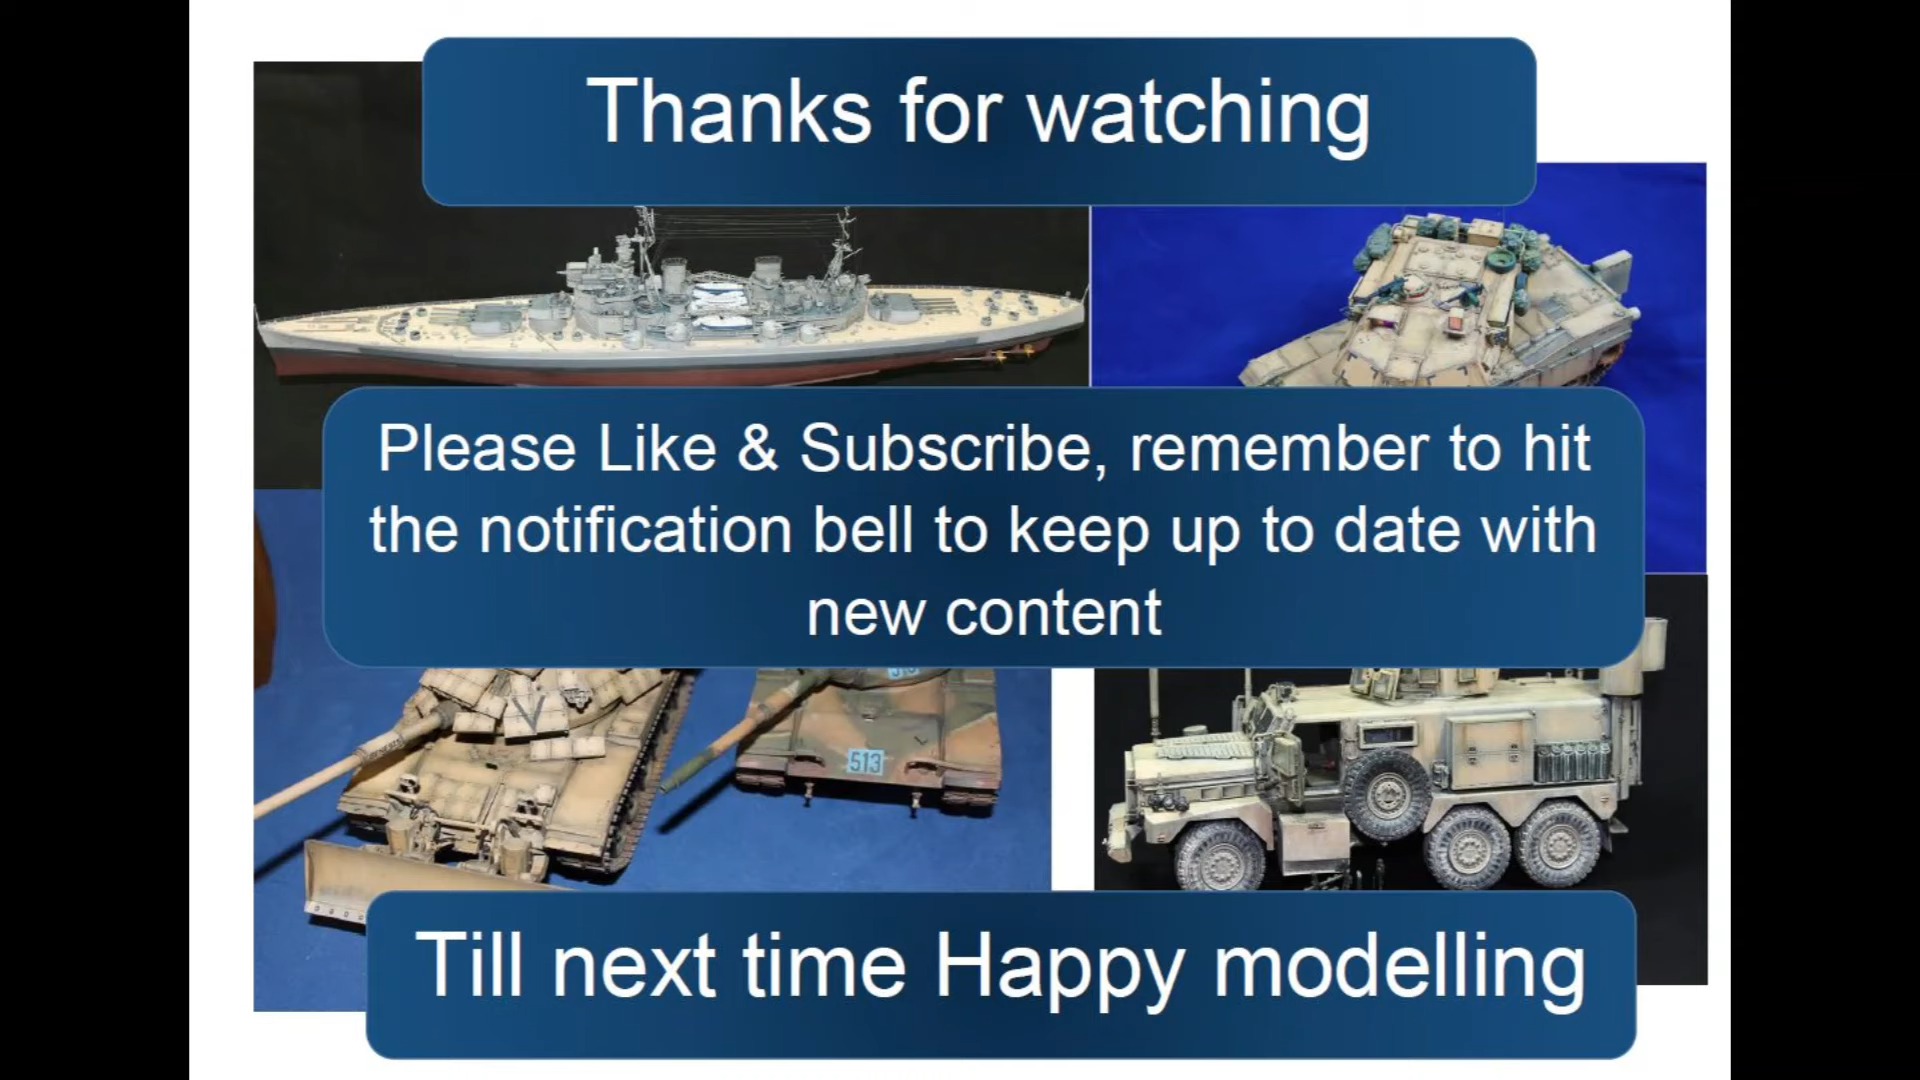 Thanks for watching
Please Like & Subscribe, remember to hit
the notification bell to keep up to date with
new content
513
Till next time Happy modelling